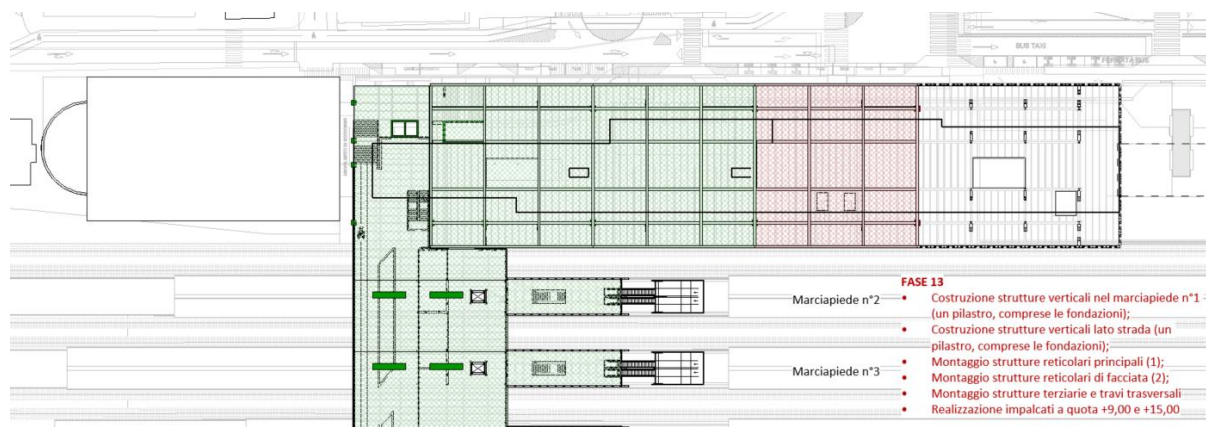 BUS TAXI
FERMATA BUS
Marciapiede n°2
Marciapiede n°3
FASE 13
• Costruzione strutture verticali nel marciapiede n°1
(un pilastro, comprese le fondazioni);
• Costruzione strutture verticali lato strada (un
pilastro, comprese le fondazioni);
• Montaggio strutture reticolari principali (1);
• Montaggio strutture reticolari di facciata (2);
• Montaggio strutture terziarie e travi trasversali
• Realizzazione impalcati a quota +9,00 e +15,00